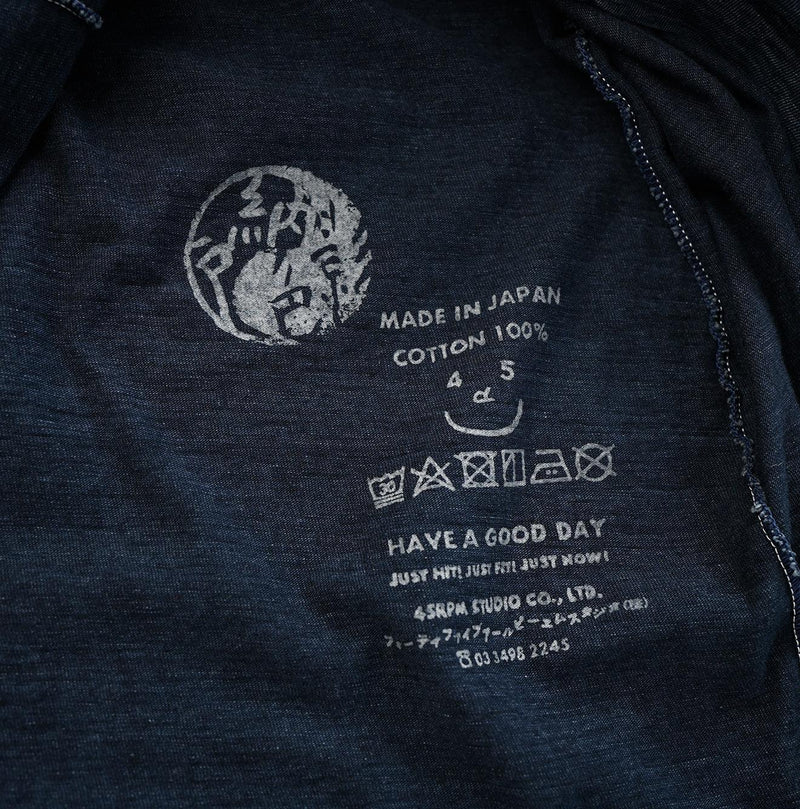 MADE IN JAPAN
COTTON 100%
4 5
R
30
HAVE A GOOD DAY
JUST HIT! JUST FIT! JUST NOW!
45RPM STUDIO CO., LTD.
フォーティファイブアールピーエムスタジオ(株)
☎03 3498 2245